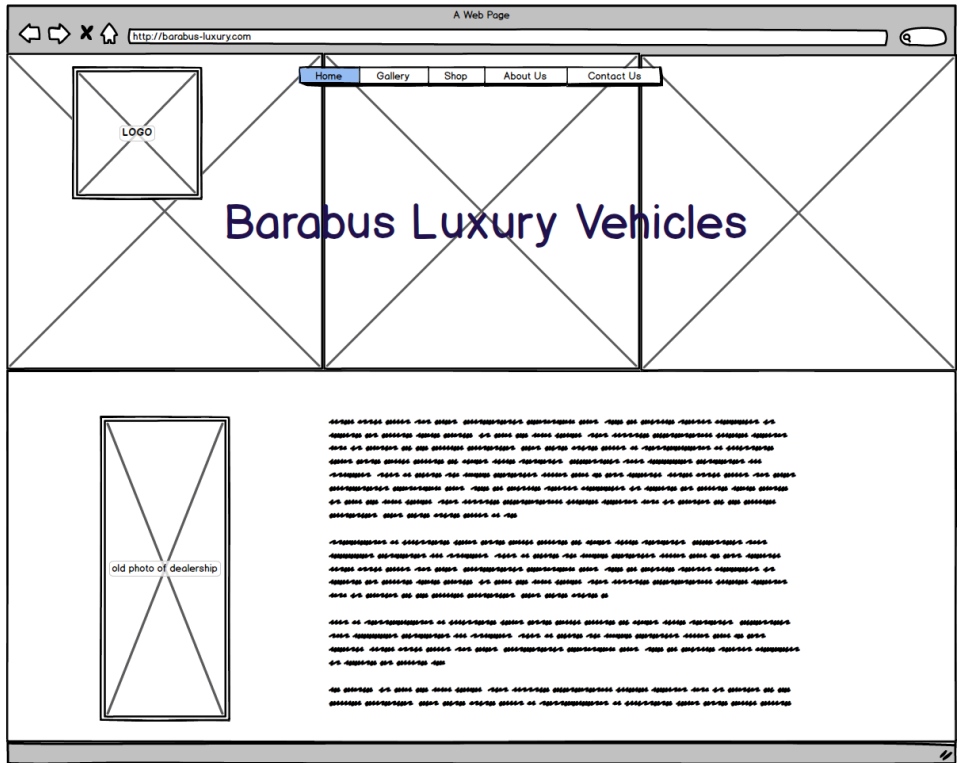 A Web Page
http://barabus-luxury.com
Home Gallery Shop About Us Contact Us
LOGO
Barabus Luxury Vehicles
old photo of dealership